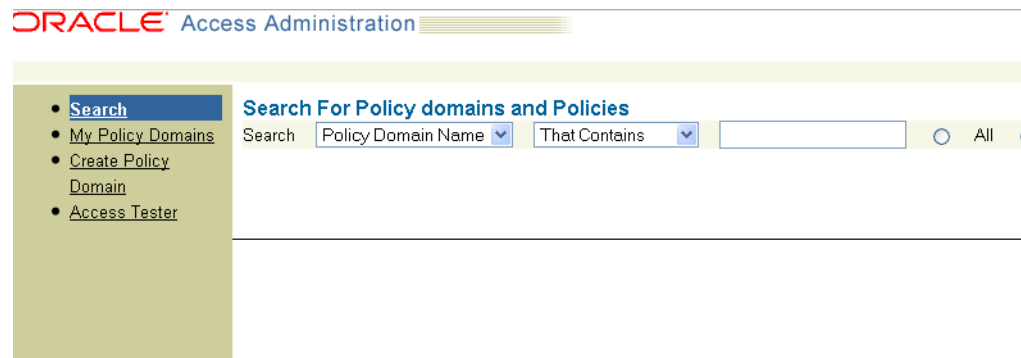 ORACLE Access Administration
Search
My Policy Domains
Create Policy
Domain
Access Tester
Search For Policy domains and Policies
Search Policy Domain Name That Contains All